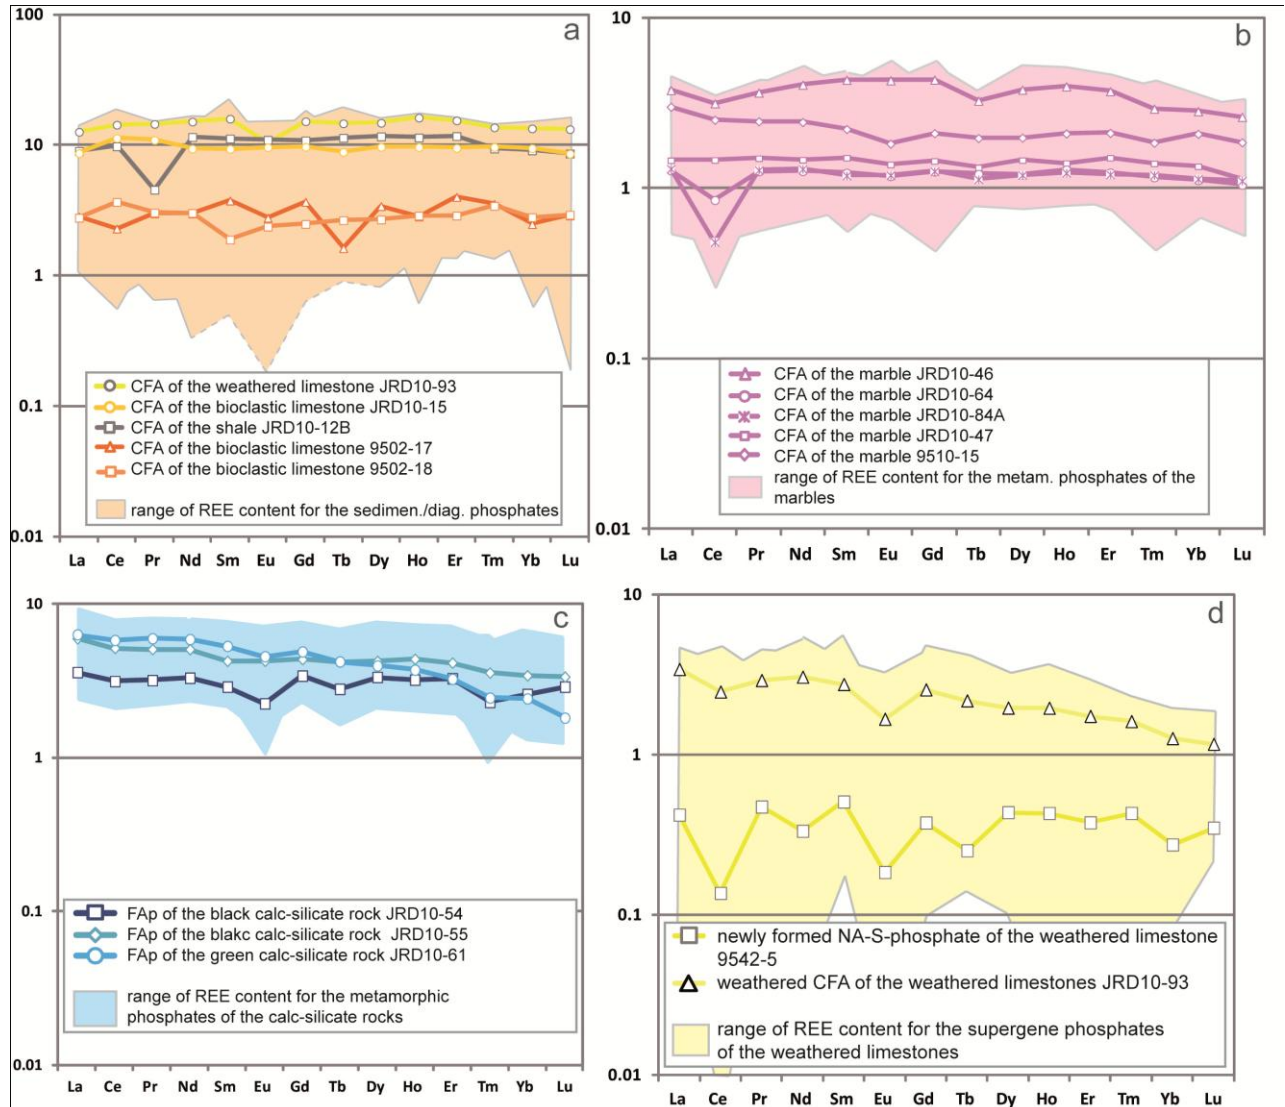 a
100
10
1
0.1
0.01
CFA of the weathered limestone JRD10-93
CFA of the bioclastic limestone JRD10-15
CFA of the shale JRD10-12B
CFA of the bioclastic limestone 9502-17
CFA of the bioclastic limestone 9502-18
range of REE content for the sedimen./diag. phosphates
La Ce Pr Nd Sm Eu Gd Tb Dy Ho Er Tm Yb Lu
b
10
1
0.1
0.01
CFA of the marble JRD10-46
CFA of the marble JRD10-64
CFA of the marble JRD10-84A
CFA of the marble JRD10-47
CFA of the marble 9510-15
range of REE content for the metam. phosphates of the
marbles
La Ce Pr Nd Sm Eu Gd Tb Dy Ho Er Tm Yb Lu
c
10
1
0.1
0.01
FAp of the black calc-silicate rock JRD10-54
FAp of the blakc calc-silicate rock JRD10-55
FAp of the green calc-silicate rock JRD10-61
range of REE content for the metamorphic
phosphates of the calc-silicate rocks
La Ce Pr Nd Sm Eu Gd Tb Dy Ho Er Tm Yb Lu
d
10
1
0.1
0.01
newly formed NA-S-phosphate of the weathered limestone
9542-5
weathered CFA of the weathered limestones JRD10-93
range of REE content for the supergene phosphates
of the weathered limestones
La Ce Pr Nd Sm Eu Gd Tb Dy Ho Er Tm Yb Lu